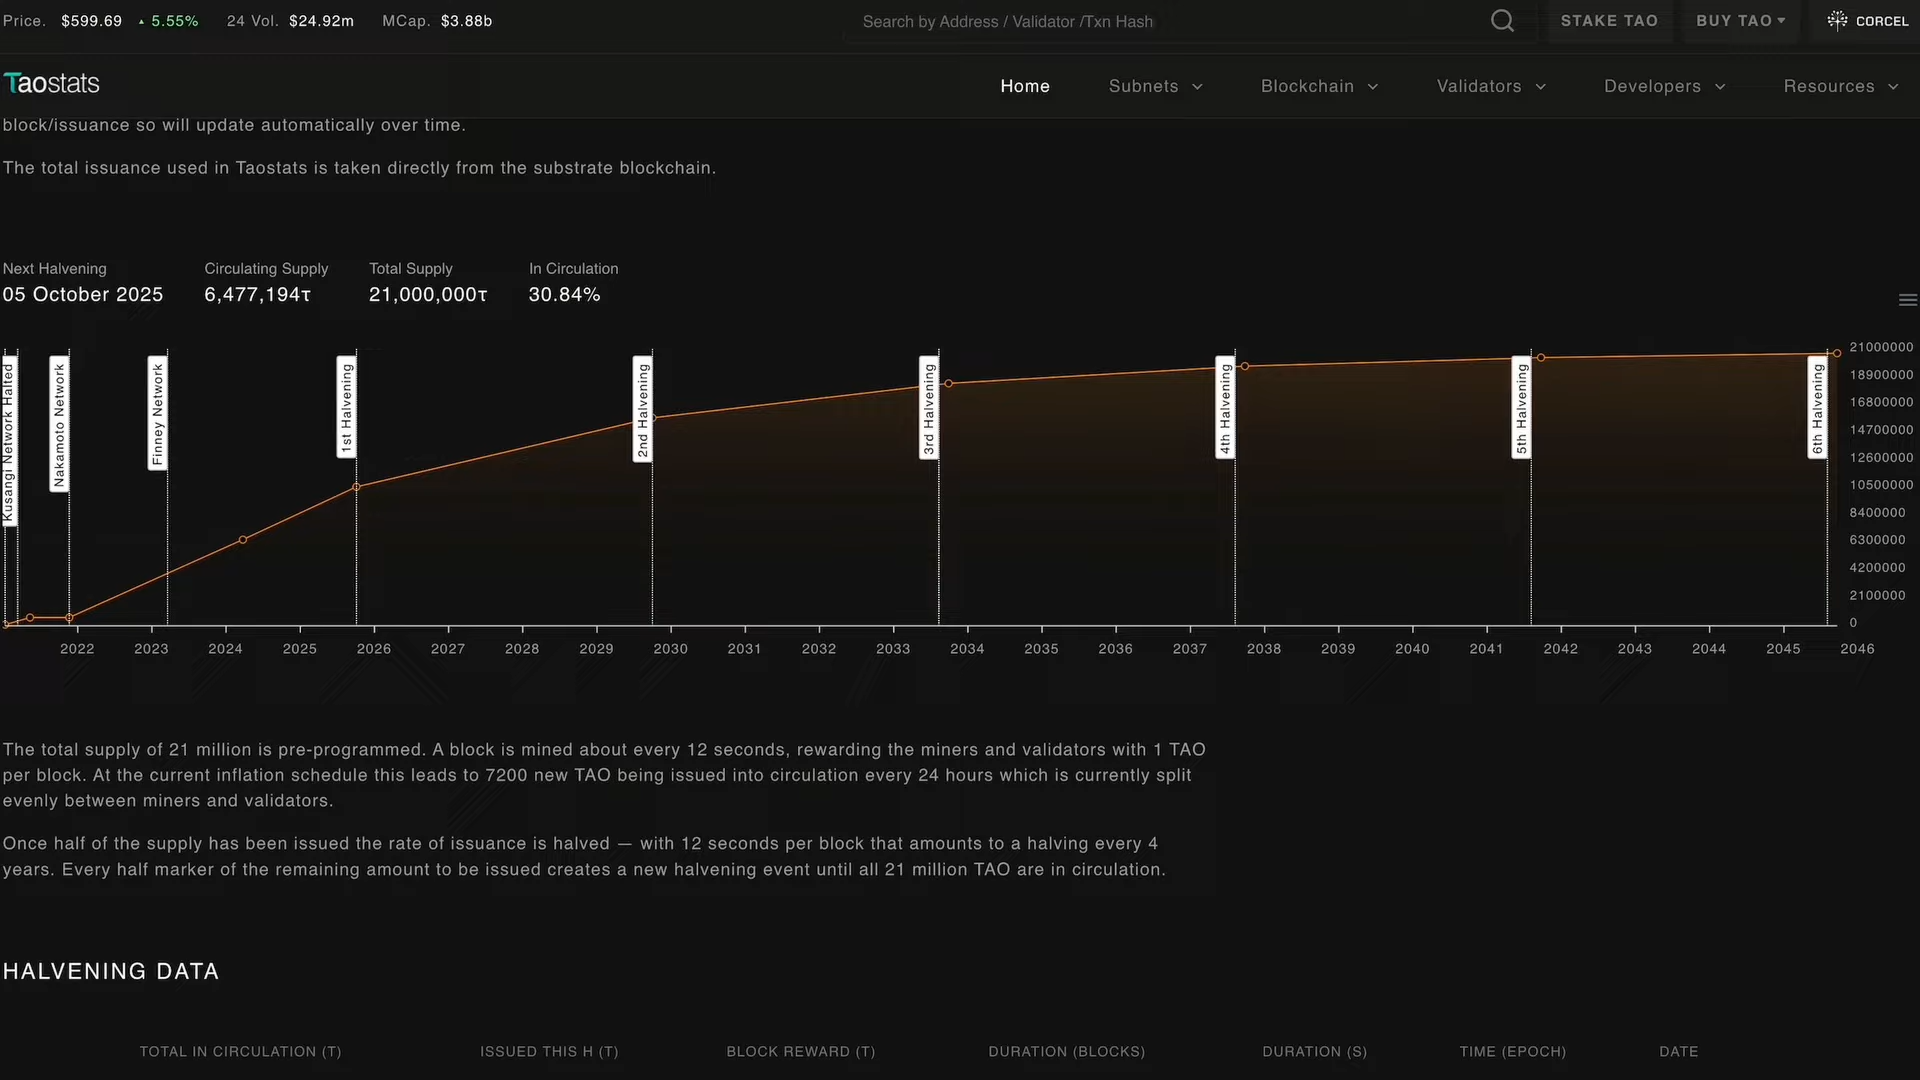 Price. $599.69 ▲ 5.55% 24 Vol. $24.92m MCap. $3.88b
Search by Address / Validator /Txn Hash
STAKE TAO
BUY TAO
CORCEL
Taostats
Home Subnets Blockchain Validators Developers Resources
block/issuance so will update automatically over time.
The total issuance used in Taostats is taken directly from the substrate blockchain.
Next Halvening Circulating Supply Total Supply In Circulation
05 October 2025 6,477,194τ 21,000,000τ 30.84%
Kusangi Network Halted
Nakamoto Network
Finney Network
1st Halvening
2nd Halvening
3rd Halvening
4th Halvening
5th Halvening
6th Halvening
21000000
18900000
16800000
14700000
12600000
10500000
8400000
6300000
4200000
2100000
0
2022 2023 2024 2025 2026 2027 2028 2029 2030 2031 2032 2033 2034 2035 2036 2037 2038 2039 2040 2041 2042 2043 2044 2045 2046
The total supply of 21 million is pre-programmed. A block is mined about every 12 seconds, rewarding the miners and validators with 1 TAO
per block. At the current inflation schedule this leads to 7200 new TAO being issued into circulation every 24 hours which is currently split
evenly between miners and validators.
Once half of the supply has been issued the rate of issuance is halved — with 12 seconds per block that amounts to a halving every 4
years. Every half marker of the remaining amount to be issued creates a new halvening event until all 21 million TAO are in circulation.
HALVENING DATA
TOTAL IN CIRCULATION (T) ISSUED THIS H (T) BLOCK REWARD (T) DURATION (BLOCKS) DURATION (S) TIME (EPOCH) DATE